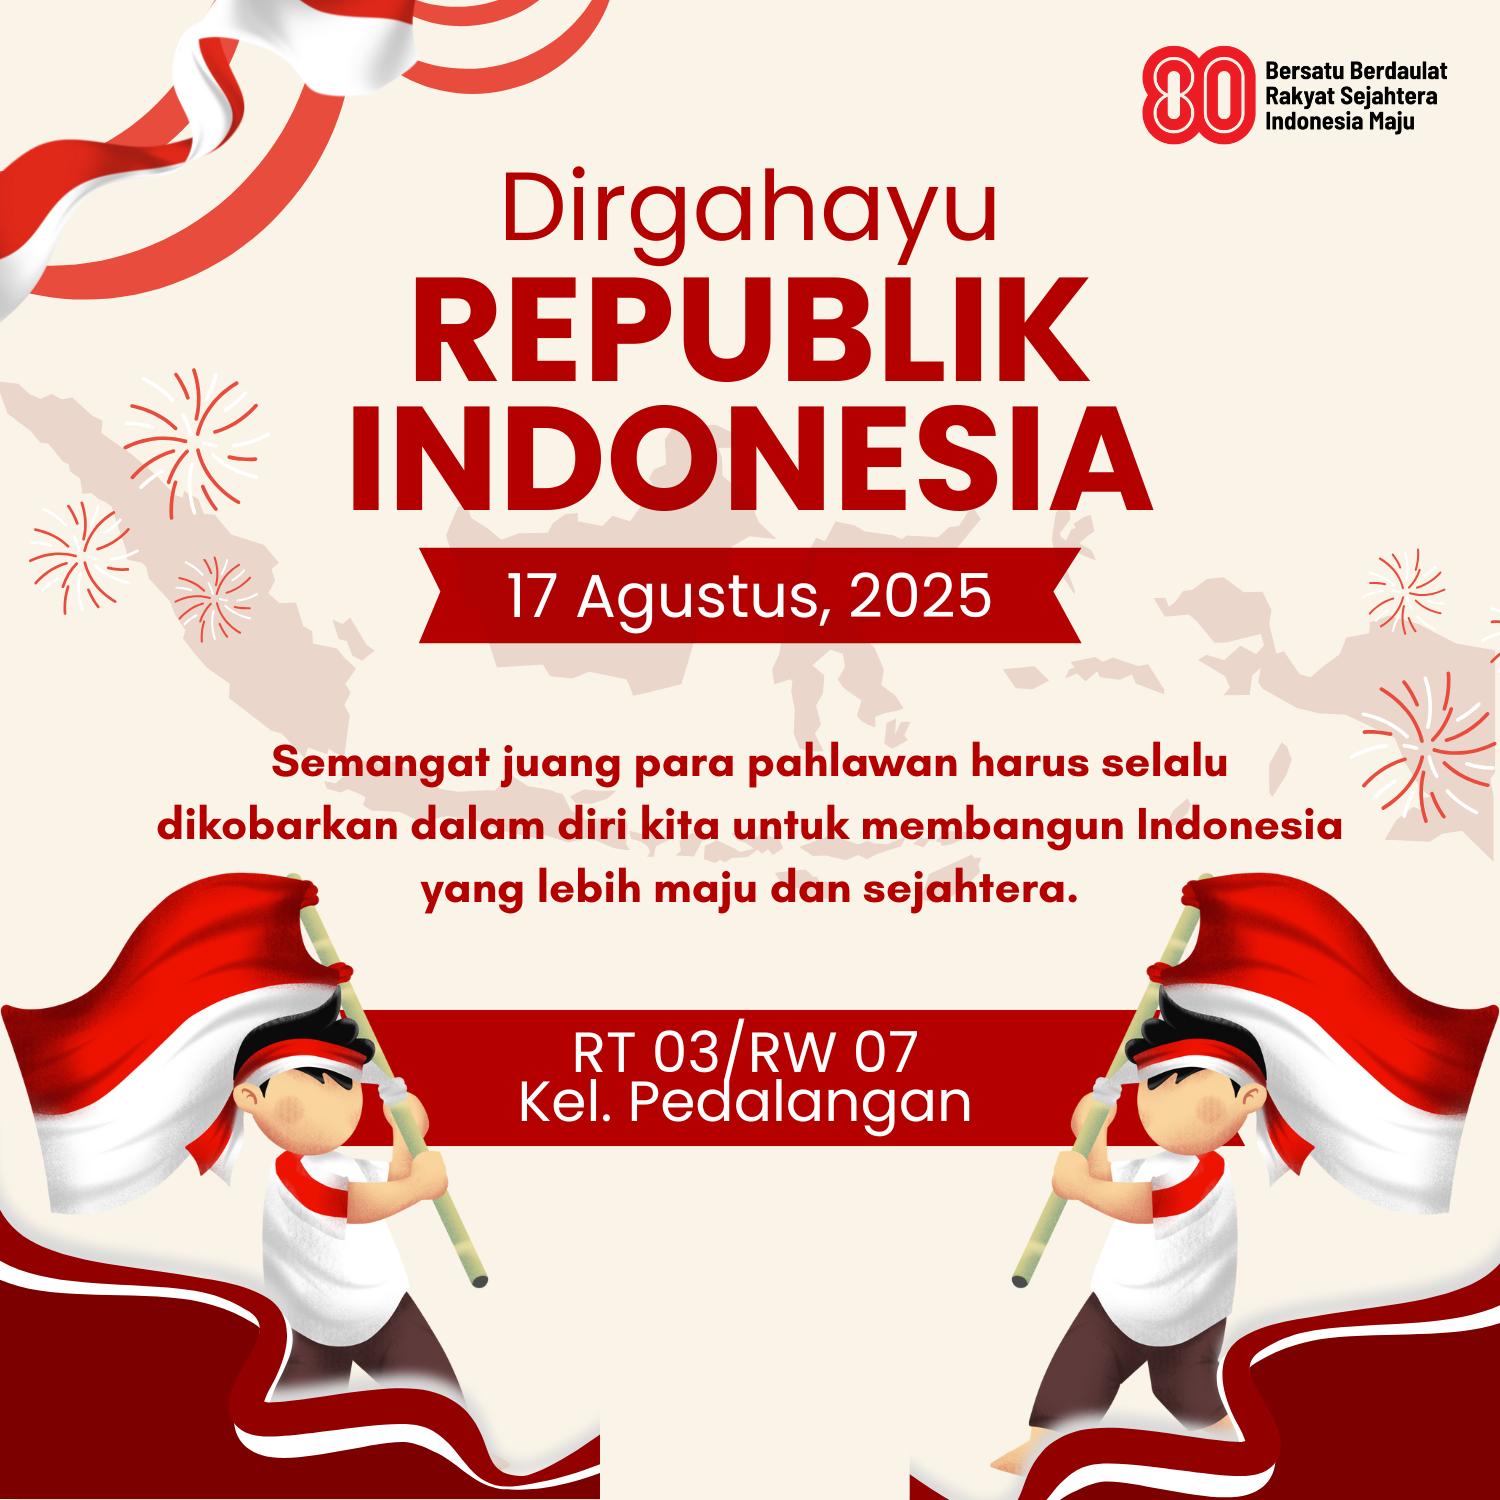 80
Bersatu Berdaulat
Rakyat Sejahtera
Indonesia Maju
Dirgahayu
REPUBLIK
INDONESIA
17 Agustus, 2025
Semangat juang para pahlawan harus selalu
dikobarkan dalam diri kita untuk membangun Indonesia
yang lebih maju dan sejahtera.
RT 03/RW 07
Kel. Pedalangan